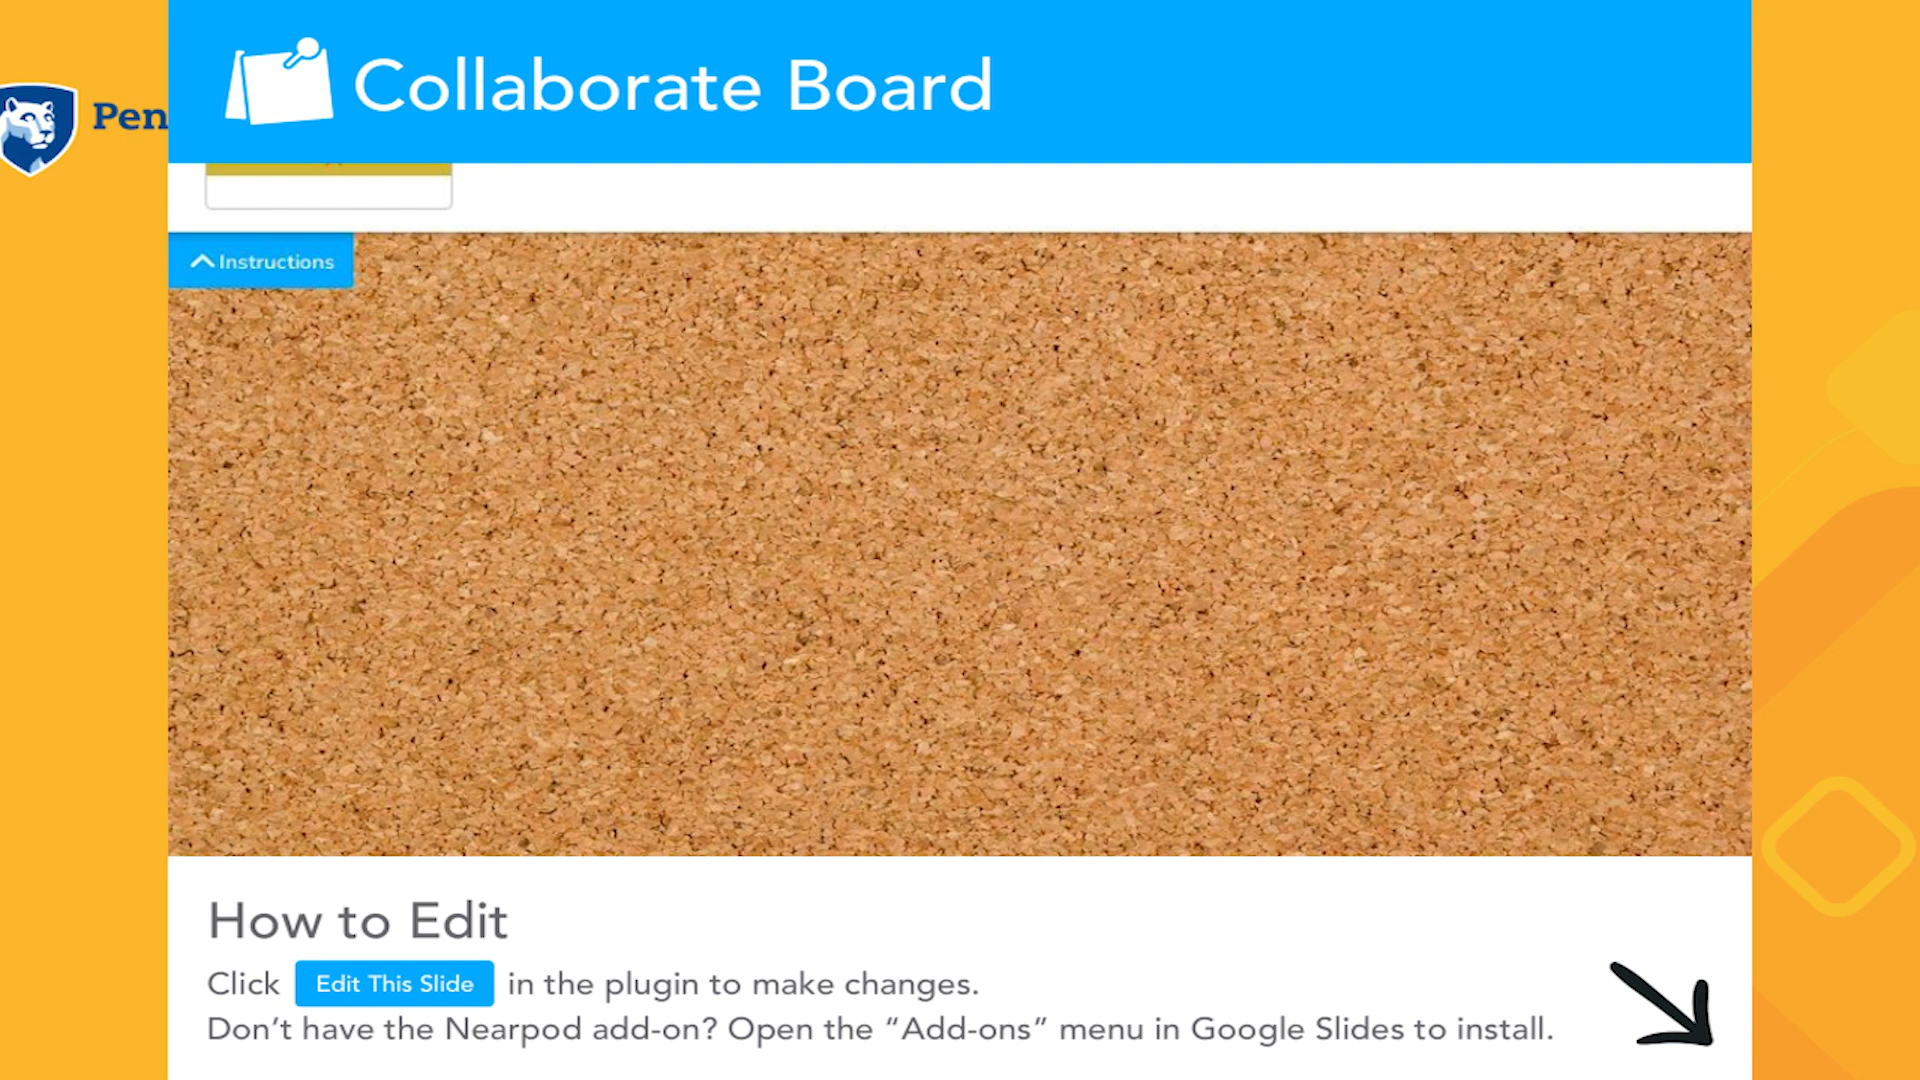 Collaborate Board
Pen
Instructions
How to Edit
Click Edit This Slide in the plugin to make changes.
Don’t have the Nearpod add-on? Open the “Add-ons” menu in Google Slides to install.